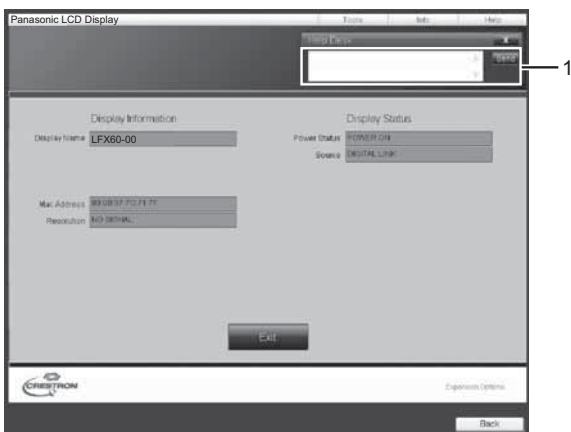 Panasonic LCD Display
Tools Info Help
Help Desk X
Send
1
Display Information
Display Status
Display Name LFX60-00
Power Status POWER ON
Source DIGITAL LINK
Mac Address
Resolution NO SIGNAL
Exit
CRESTRON
Expansion Options
Back